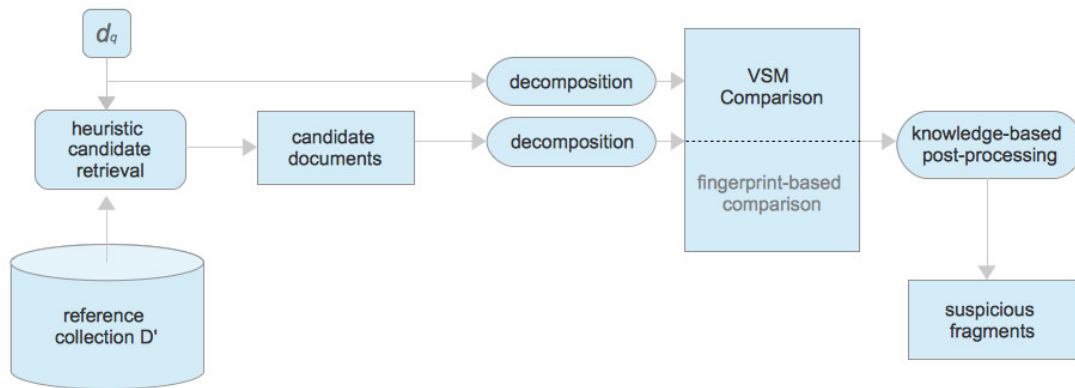 dq
decomposition
VSM
Comparison
heuristic
candidate
retrieval
candidate
documents
decomposition
knowledge-based
post-processing
fingerprint-based
comparison
reference
collection D'
suspicious
fragments